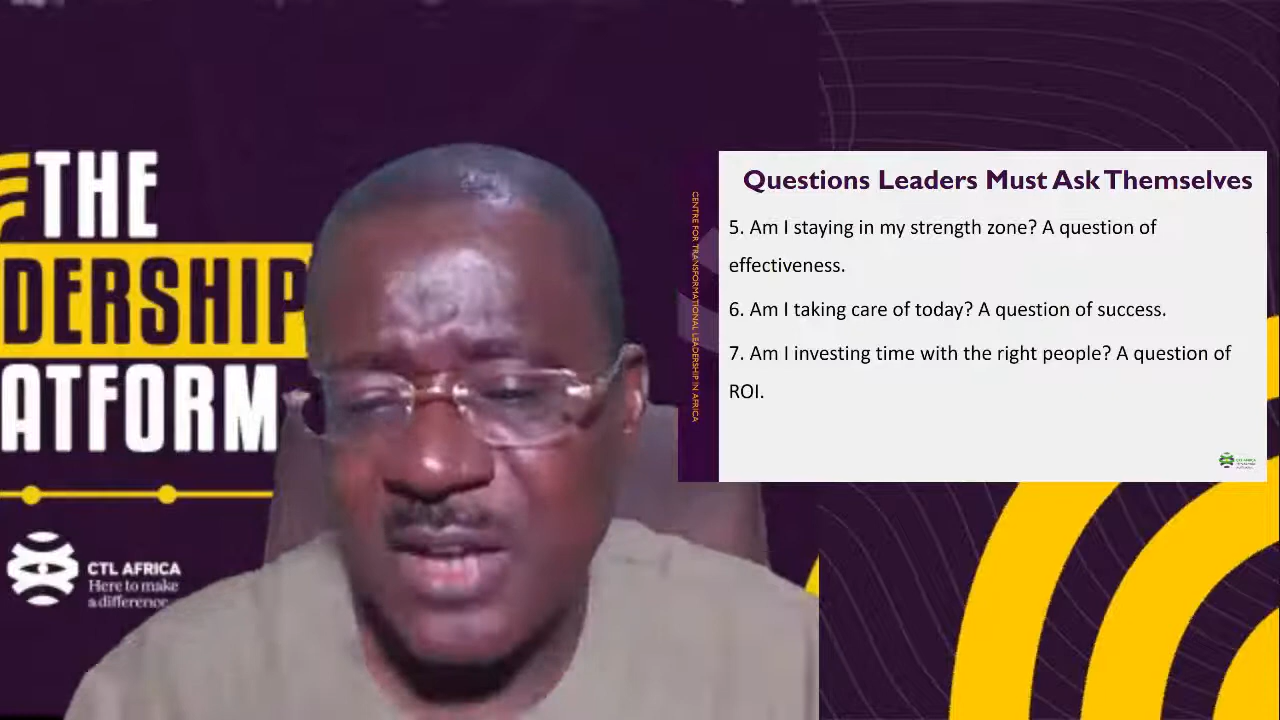 THE
DERSHIP
ATFORM
CTL AFRICA
Here to make
a difference
CENTRE FOR TRANSFORMATIONAL LEADERSHIP IN AFRICA
Questions Leaders Must Ask Themselves
5. Am I staying in my strength zone? A question of
effectiveness.
6. Am I taking care of today? A question of success.
7. Am I investing time with the right people? A question of
ROI.
CTL AFRICA